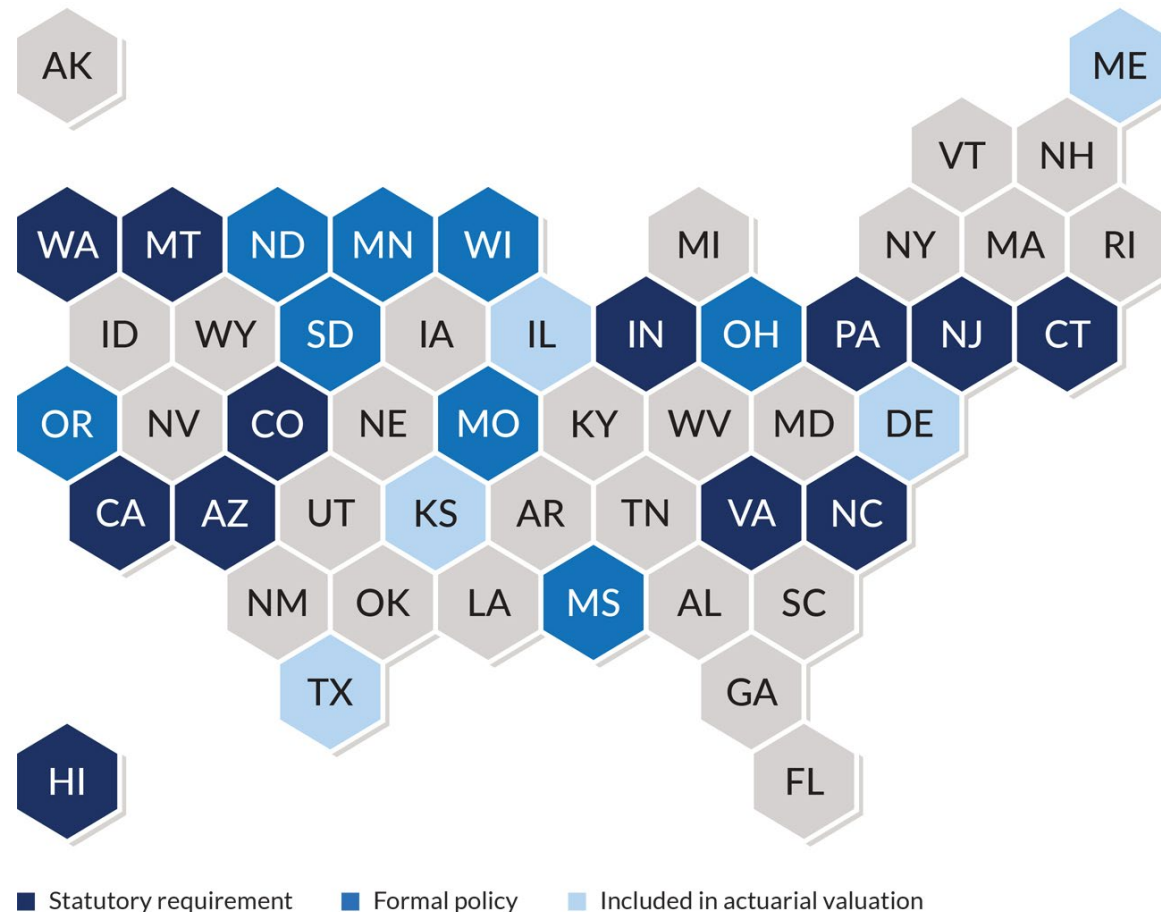 AK
ME
VT NH
WA MT ND MN WI MI NY MA RI
ID WY SD IA IL IN OH PA NJ CT
OR NV CO NE MO KY WV MD DE
CA AZ UT KS AR TN VA NC
NM OK LA MS AL SC
TX GA
HI FL
Statutory requirement Formal policy Included in actuarial valuation